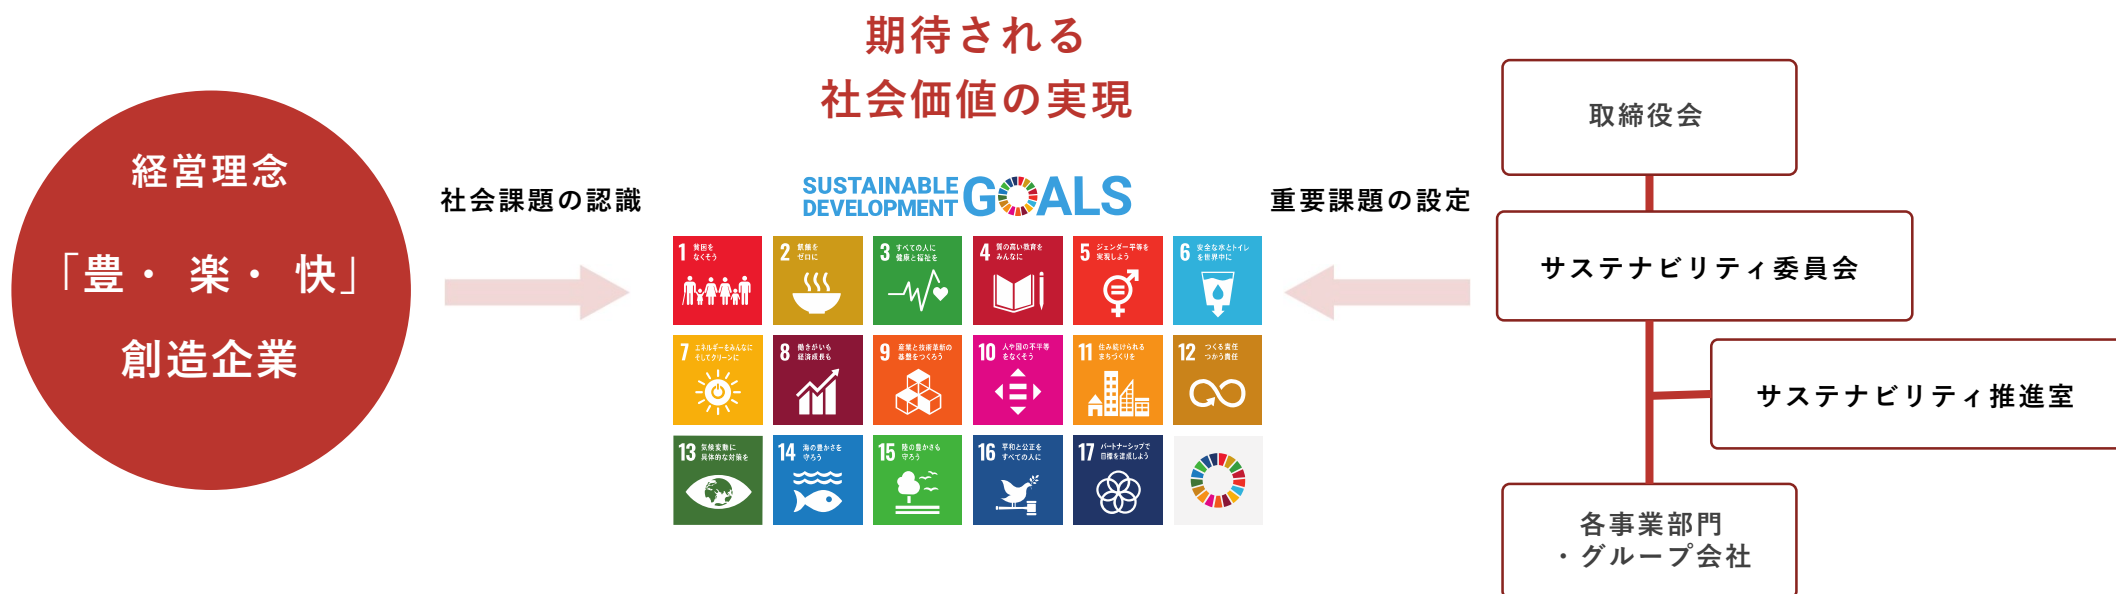 期待される
社会価値の実現
経営理念
「豊・ 楽・ 快」
創造企業
社会課題の認識
SUSTAINABLE
DEVELOPMENT
GOALS
1 貧困を
なくそう
2 飢餓を
ゼロに
3 すべての人に
健康と福祉を
4 質の高い教育を
みんなに
5 ジェンダー平等を
実現しよう
6 安全な水とトイレ
を世界中に
7 エネルギーをみんなに
そしてクリーンに
8 働きがいも
経済成長も
9 産業と技術革新の
基盤をつくろう
10 人や国の不平等
をなくそう
11 住み続けられる
まちづくりを
12 つくる責任
つかう責任
13 気候変動に
具体的な対策を
14 海の豊かさを
守ろう
15 陸の豊かさも
守ろう
16 平和と公正を
すべての人に
17 パートナーシップで
目標を達成しよう
重要課題の設定
取締役会
サステナビリティ委員会
サステナビリティ推進室
各事業部門
・グループ会社